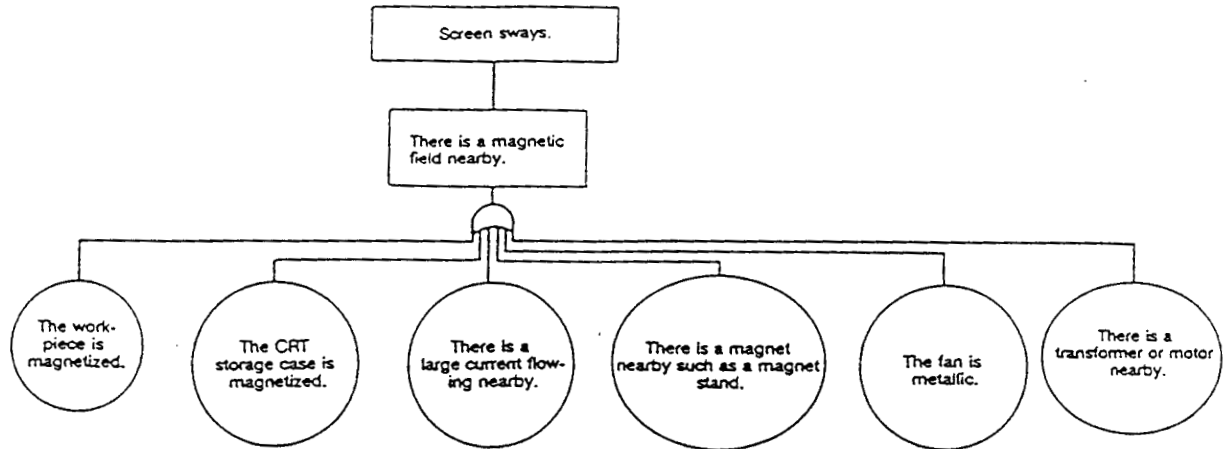 Screen sways.
There is a magnetic
field nearby.
The work-
piece is
magnetized.
The CRT
storage case is
magnetized.
There is a
large current flow-
ing nearby.
There is a magnet
nearby such as a magnet
stand.
The fan is
metallic.
There is a
transformer or motor
nearby.